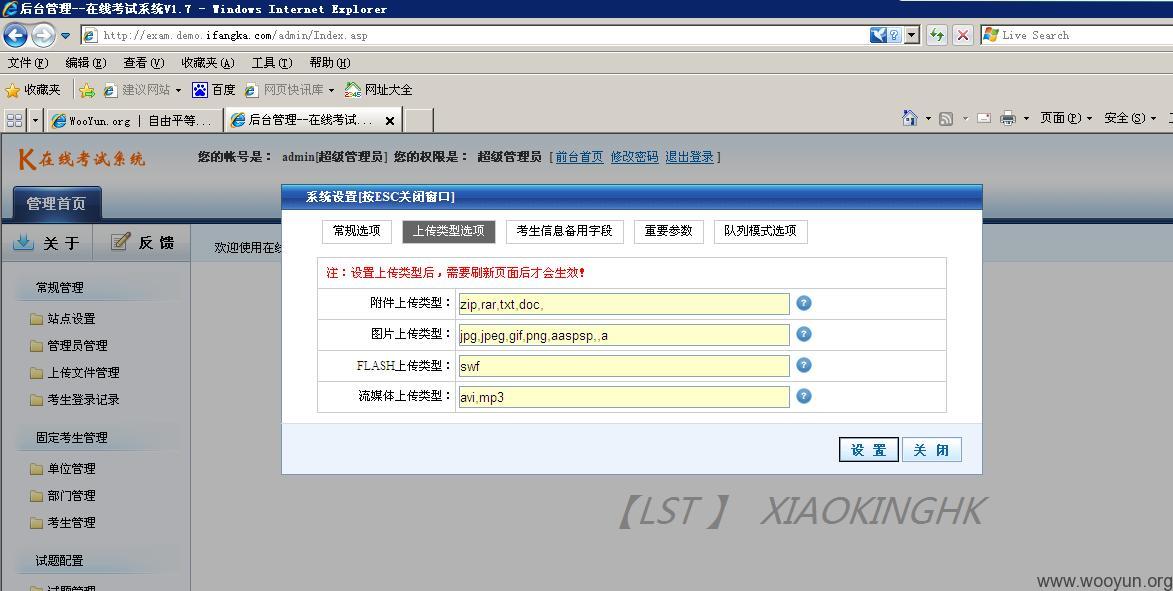 后台管理--在线考试系统V1.7 - Windows Internet Explorer
http://exam.demo.ifangka.com/admin/Index.asp
Live Search
文件(F) 编辑(E) 查看(V) 收藏夹(A) 工具(T) 帮助(H)
收藏夹 建议网站 百度 网页快讯库 网址大全
WooYun.org | 自由平等... 后台管理--在线考试... 页面(P) 安全(S)
K在线考试系统 您的帐号是： admin[超级管理员] 您的权限是： 超级管理员 [前台首页 修改密码 退出登录]
管理首页
系统设置[按ESC关闭窗口]
关于 反馈
欢迎使用在线
常规选项 上传类型选项 考生信息备用字段 重要参数 队列模式选项
注：设置上传类型后，需要刷新页面后才会生效！
附件上传类型： zip,rar,txt,doc,
图片上传类型： jpg,jpeg,gif,png,aaspsp,,a
FLASH上传类型： swf
流媒体上传类型： avi,mp3
设置 关闭
常规管理
站点设置
管理员管理
上传文件管理
考生登录记录
固定考生管理
单位管理
部门管理
考生管理
试题配置
试题管理
【LST】 XIAOKINGHK
www.wooyun.org